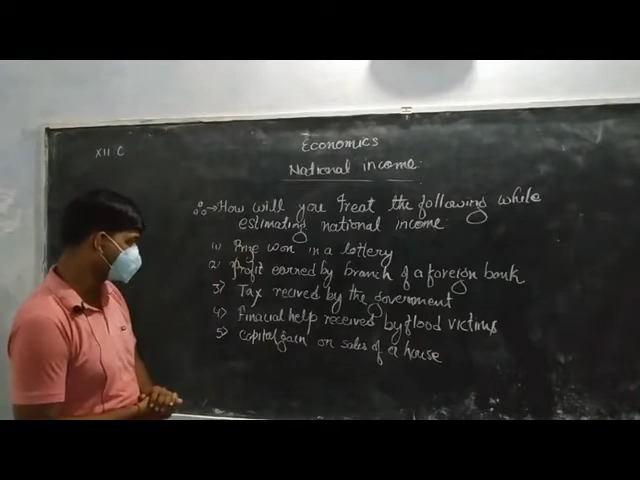 XII C
Economics
National income
How will you treat the following while
estimating national income
1) Prize won in a lottery
2) Profit earned by branch of a foreign bank
3) Tax recived by the government
4) Finacial help received by flood victims
5) Capital gain on sales of a house